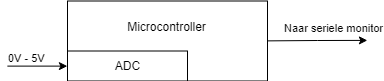 Microcontroller
Naar seriele monitor
0V - 5V
ADC